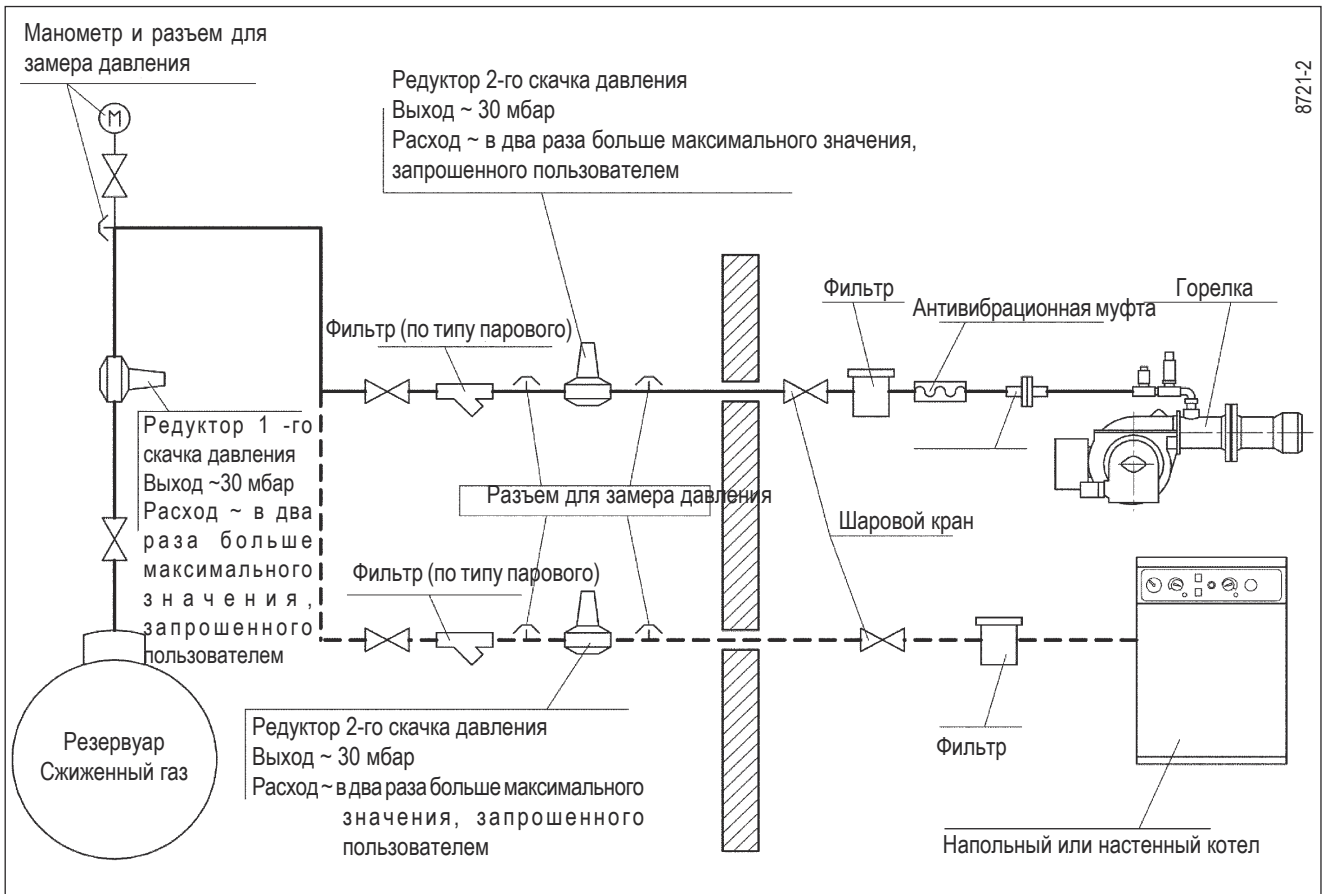 Манометр и разъем для
замера давления
М
Редуктор 2-го скачка давления
Выход ~ 30 мбар
Расход ~ в два раза больше максимального значения,
запрошенного пользователем
8721-2
Фильтр
Антивибрационная муфта
Горелка
Фильтр (по типу парового)
Редуктор 1 -го
скачка давления
Выход ~30 мбар
Расход ~ в два
раза больше
максимального
значения,
запрошенного
пользователем
Разъем для замера давления
Шаровой кран
Фильтр (по типу парового)
Резервуар
Сжиженный газ
Редуктор 2-го скачка давления
Выход ~ 30 мбар
Расход ~ в два раза больше максимального
значения, запрошенного
пользователем
Фильтр
Напольный или настенный котел